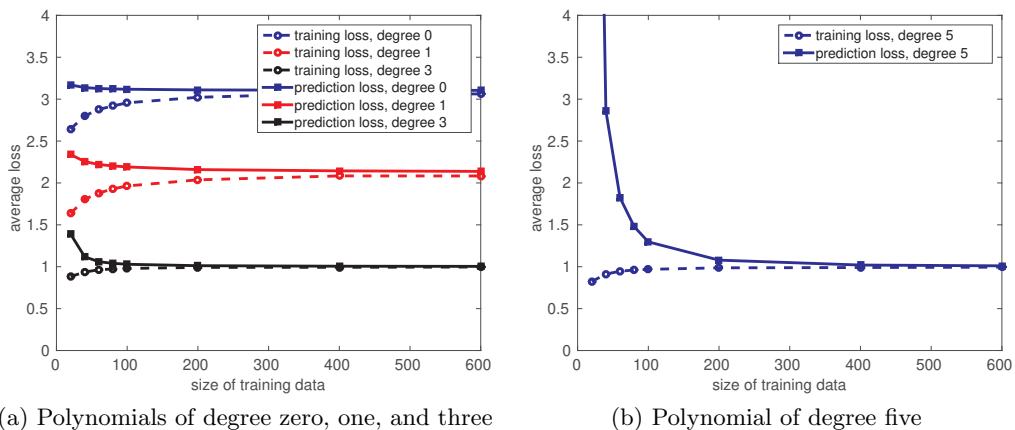 4
3.5
3
2.5
2
1.5
1
0.5
0
average loss
training loss, degree 0
training loss, degree 1
training loss, degree 3
prediction loss, degree 0
prediction loss, degree 1
prediction loss, degree 3
0 100 200 300 400 500 600
size of training data
a) Polynomials of degree zero, one, and three
4
3.5
3
2.5
2
1.5
1
0.5
0
average loss
training loss, degree 5
prediction loss, degree 5
0 100 200 300 400 500 600
size of training data
(b) Polynomial of degree five